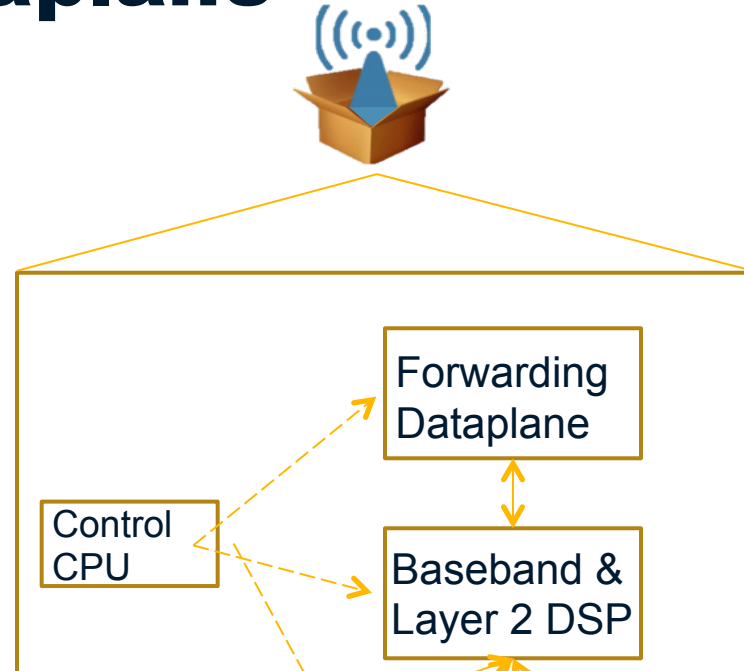 Forwarding
Dataplane
Control
CPU
Baseband &
Layer 2 DSP